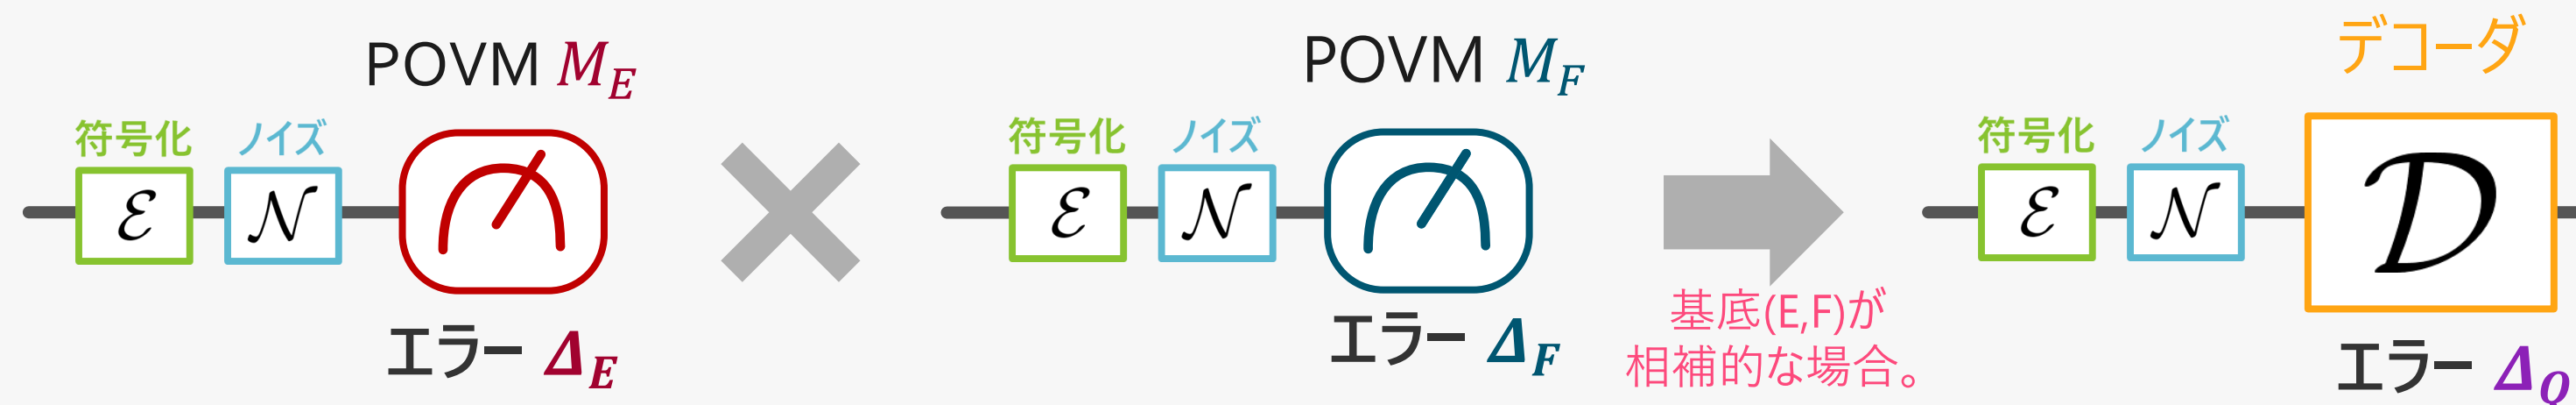 POVM M_E
符号化
ノイズ
ℰ
𝒩
エラー Δ_E
POVM M_F
符号化
ノイズ
ℰ
𝒩
エラー Δ_F
基底(E,F)が
相補的な場合。
デコーダ
符号化
ノイズ
ℰ
𝒩
𝒟
エラー Δ_Q